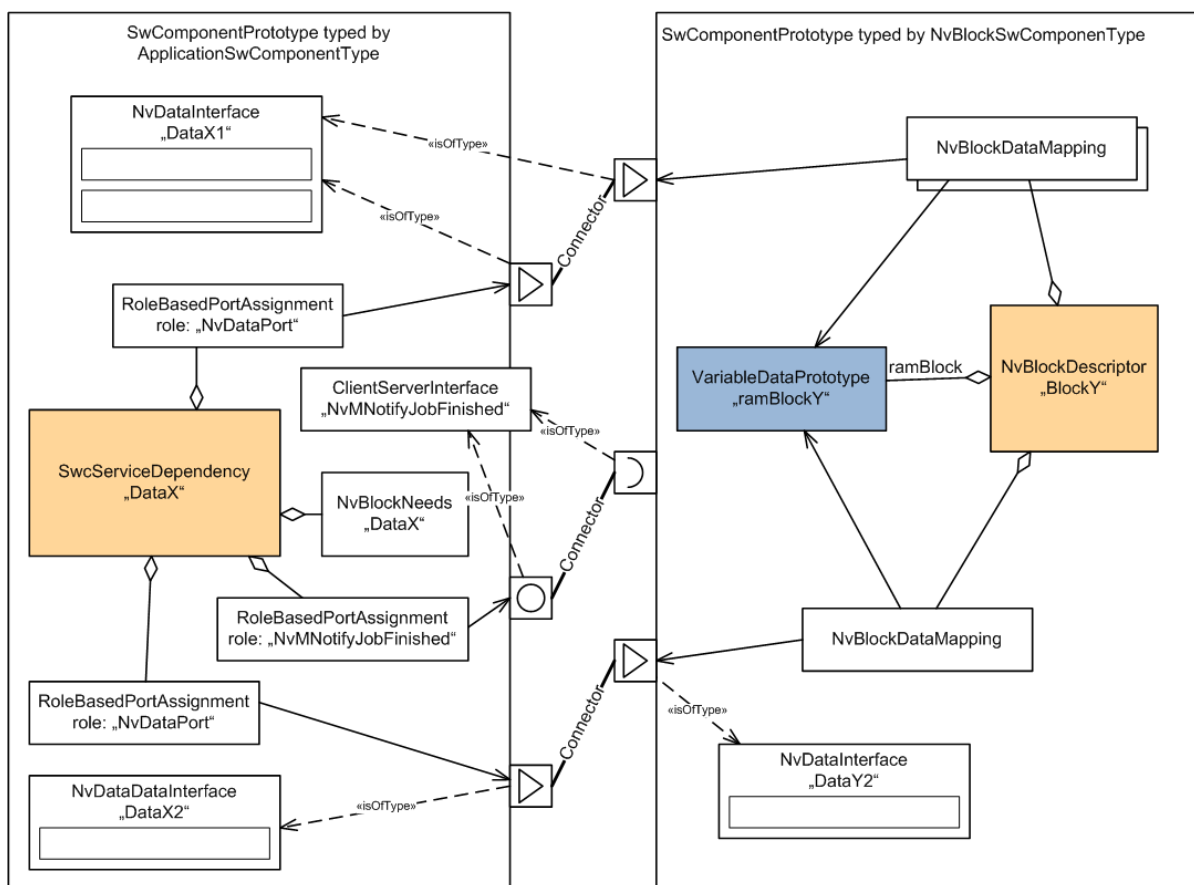 SwComponentPrototype typed by
ApplicationSwComponentType
SwComponentPrototype typed by NvBlockSwComponenType
NvDataInterface
„DataX1“
«isOfType»
NvBlockDataMapping
«isOfType»
Connector
RoleBasedPortAssignment
role: „NvDataPort“
ClientServerInterface
„NvMNotifyJobFinished“
VariableDataPrototype
„ramBlockY“
ramBlock
NvBlockDescriptor
„BlockY“
«isOfType»
SwcServiceDependency
„DataX“
NvBlockNeeds
„DataX“
«isOfType»
Connector
RoleBasedPortAssignment
role: „NvMNotifyJobFinished“
NvBlockDataMapping
RoleBasedPortAssignment
role: „NvDataPort“
Connector
«isOfType»
NvDataDataInterface
„DataX2“
«isOfType»
NvDataInterface
„DataY2“